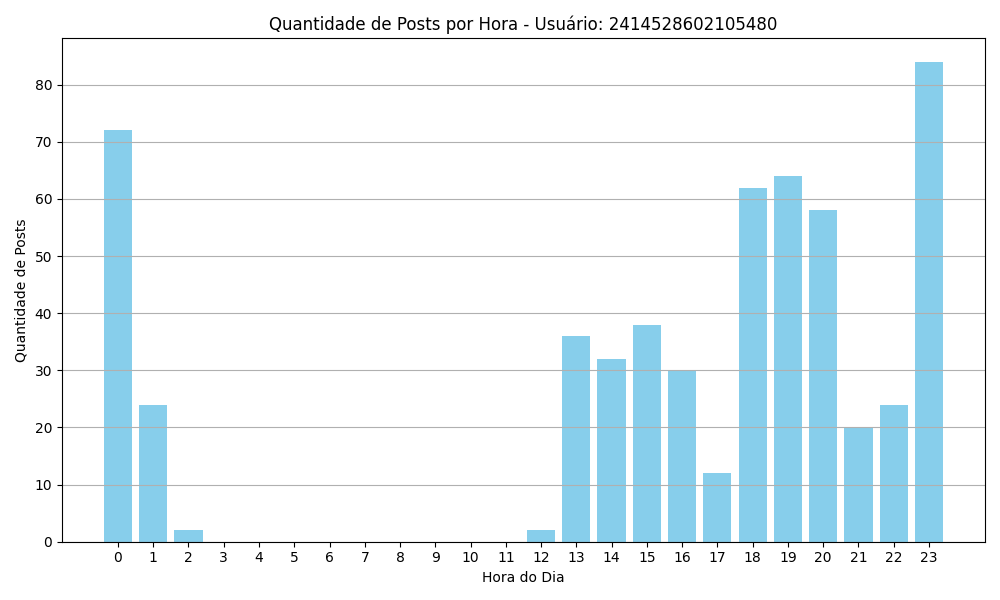 Quantidade de Posts por Hora - Usuário: 2414528602105480
Quantidade de Posts
80
70
60
50
40
30
20
10
0
0 1 2 3 4 5 6 7 8 9 10 11 12 13 14 15 16 17 18 19 20 21 22 23
Hora do Dia